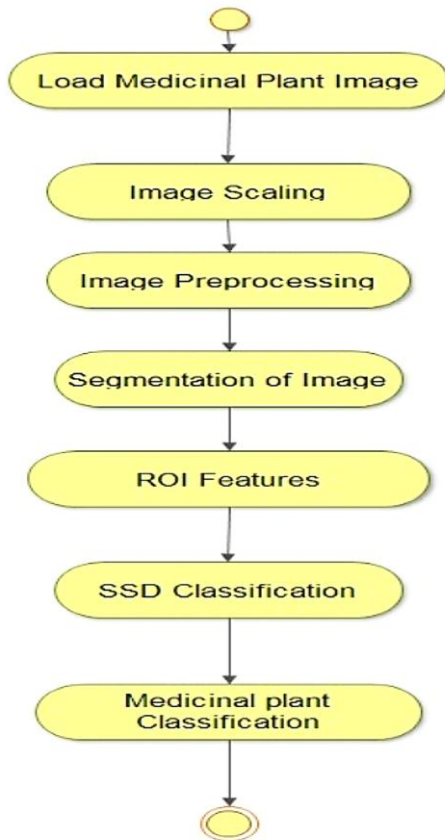 Load Medicinal Plant Image
Image Scaling
Image Preprocessing
Segmentation of Image
ROI Features
SSD Classification
Medicinal plant
Classification